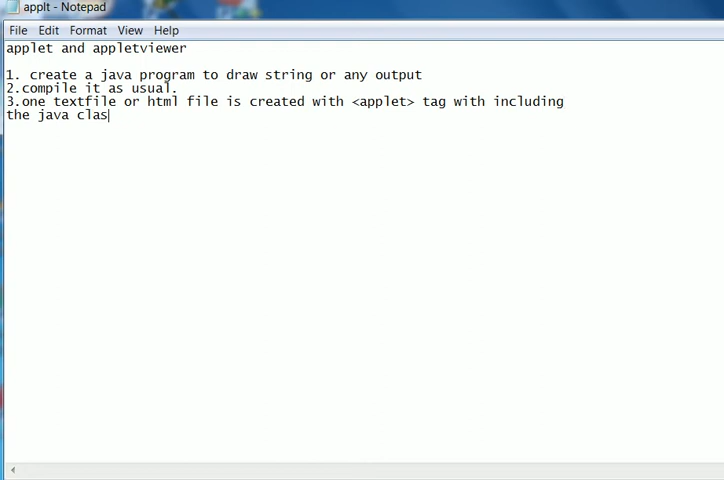 applt - Notepad
File Edit Format View Help
applet and appletviewer
1. create a java program to draw string or any output
2.compile it as usual.
3.one textfile or html file is created with <applet> tag with including
the java clas